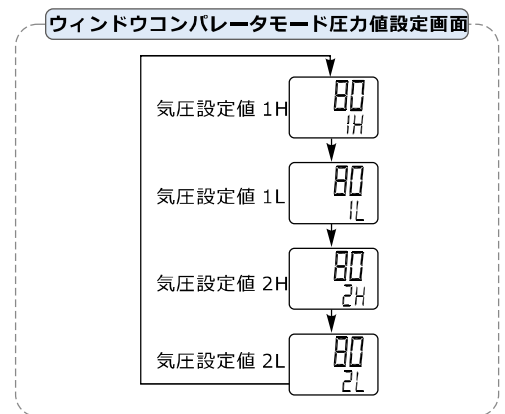 ウィンドウコンパレータモード圧力値設定画面
気圧設定値 1H
80
1H
気圧設定値 1L
80
1L
気圧設定値 2H
80
2H
気圧設定値 2L
80
2L